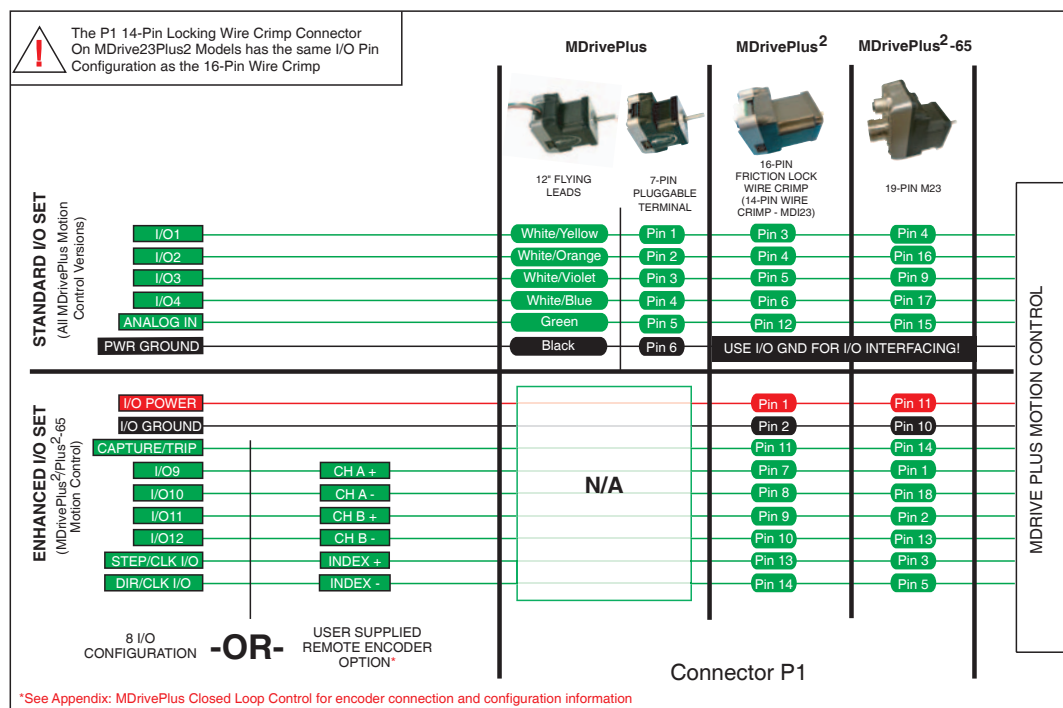 The P1 14-Pin Locking Wire Crimp Connector
On MDrive23Plus2 Models has the same I/O Pin
Configuration as the 16-Pin Wire Crimp
!
MDrivePlus
MDrivePlus²
MDrivePlus²-65
12" FLYING
LEADS
7-PIN
PLUGGABLE
TERMINAL
16-PIN
FRICTION LOCK
WIRE CRIMP
(14-PIN WIRE
CRIMP - MDI23)
19-PIN M23
STANDARD I/O SET
(All MDrivePlus Motion
Control Versions)
I/O1 White/Yellow Pin 1 Pin 3 Pin 4
I/O2 White/Orange Pin 2 Pin 4 Pin 16
I/O3 White/Violet Pin 3 Pin 5 Pin 9
I/O4 White/Blue Pin 4 Pin 6 Pin 17
ANALOG IN Green Pin 5 Pin 12 Pin 15
PWR GROUND Black Pin 6 USE I/O GND FOR I/O INTERFACING!
ENHANCED I/O SET
(MDrivePlus²/Plus²-65
Motion Control)
I/O POWER Pin 1 Pin 11
I/O GROUND Pin 2 Pin 10
CAPTURE/TRIP Pin 11 Pin 14
I/O9 CH A + Pin 7 Pin 1
N/A
I/O10 CH A - Pin 8 Pin 18
I/O11 CH B + Pin 9 Pin 2
I/O12 CH B - Pin 10 Pin 13
STEP/CLK I/O INDEX + Pin 13 Pin 3
DIR/CLK I/O INDEX - Pin 14 Pin 5
8 I/O
CONFIGURATION
-OR-
USER SUPPLIED
REMOTE ENCODER
OPTION*
Connector P1
MDRIVE PLUS MOTION CONTROL
*See Appendix: MDrivePlus Closed Loop Control for encoder connection and configuration information